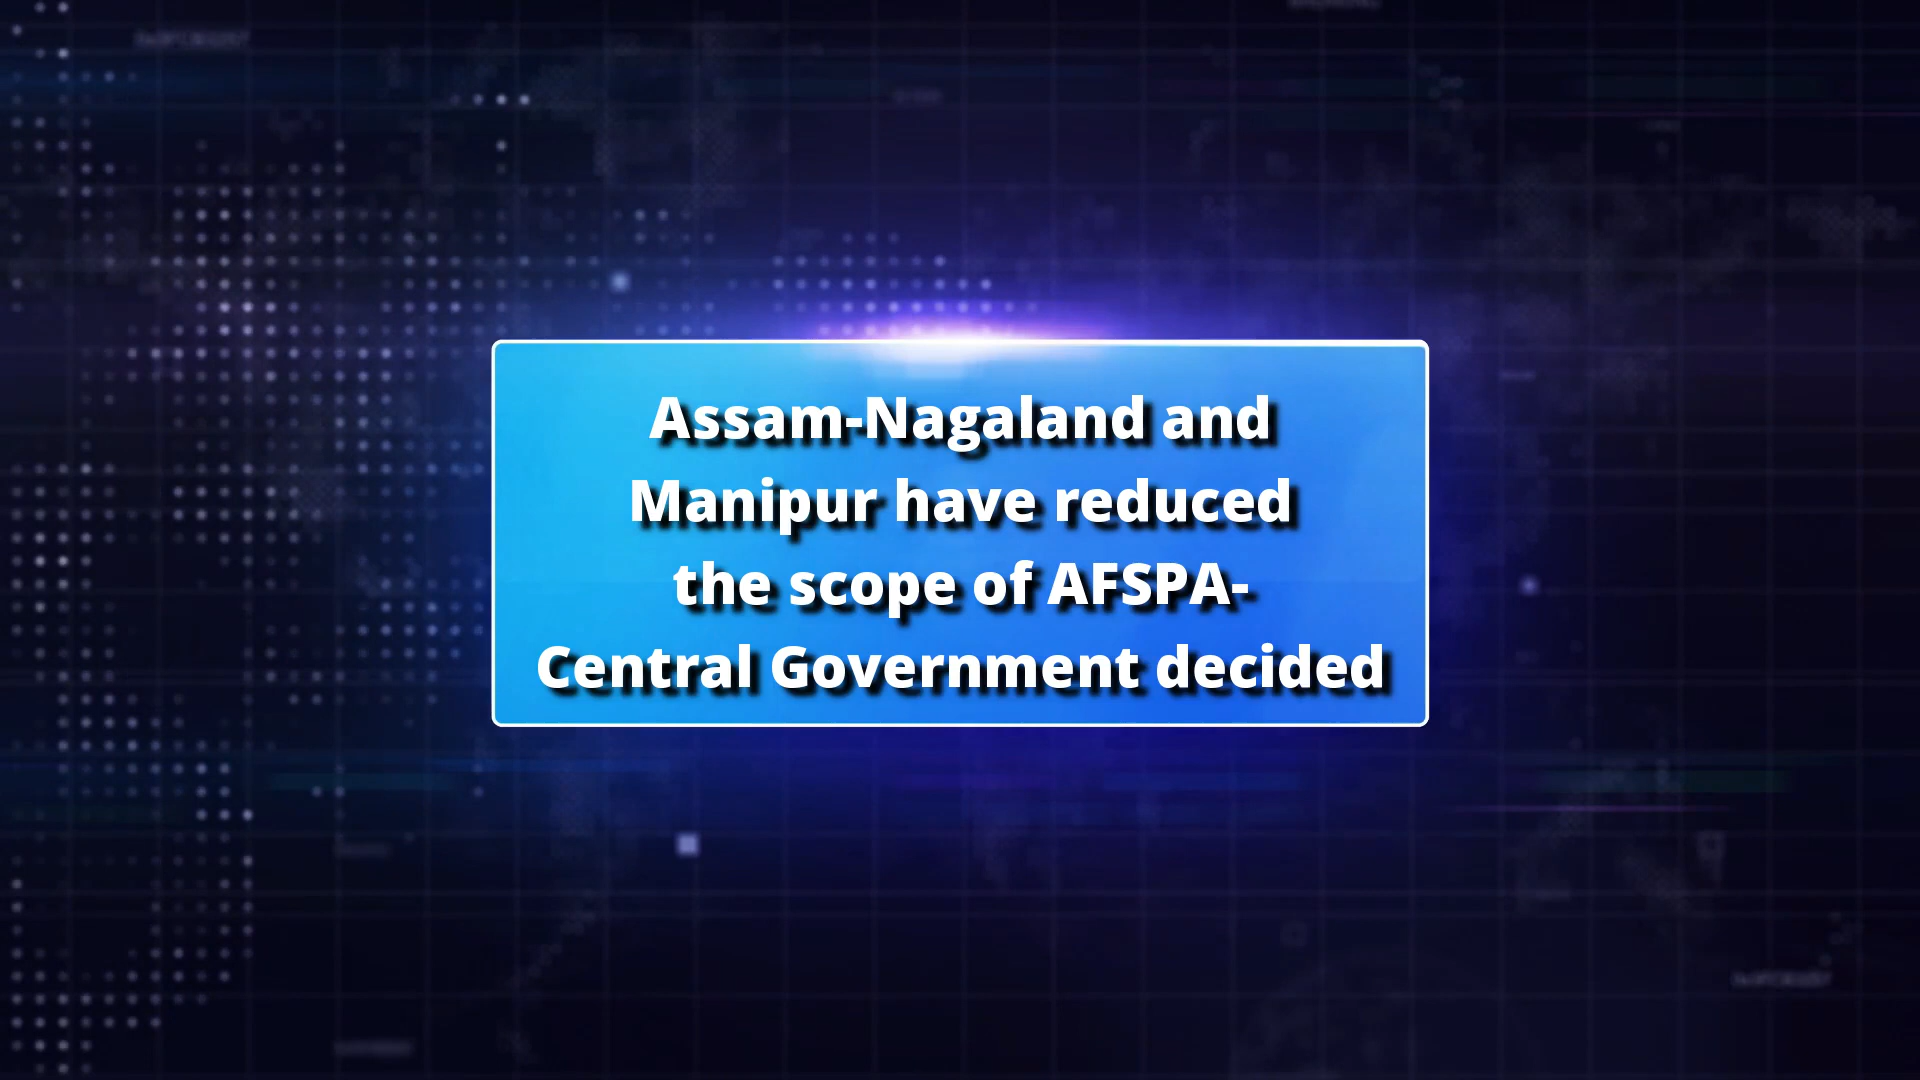 Assam-Nagaland and
Manipur have reduced
the scope of AFSPA-
Central Government decided